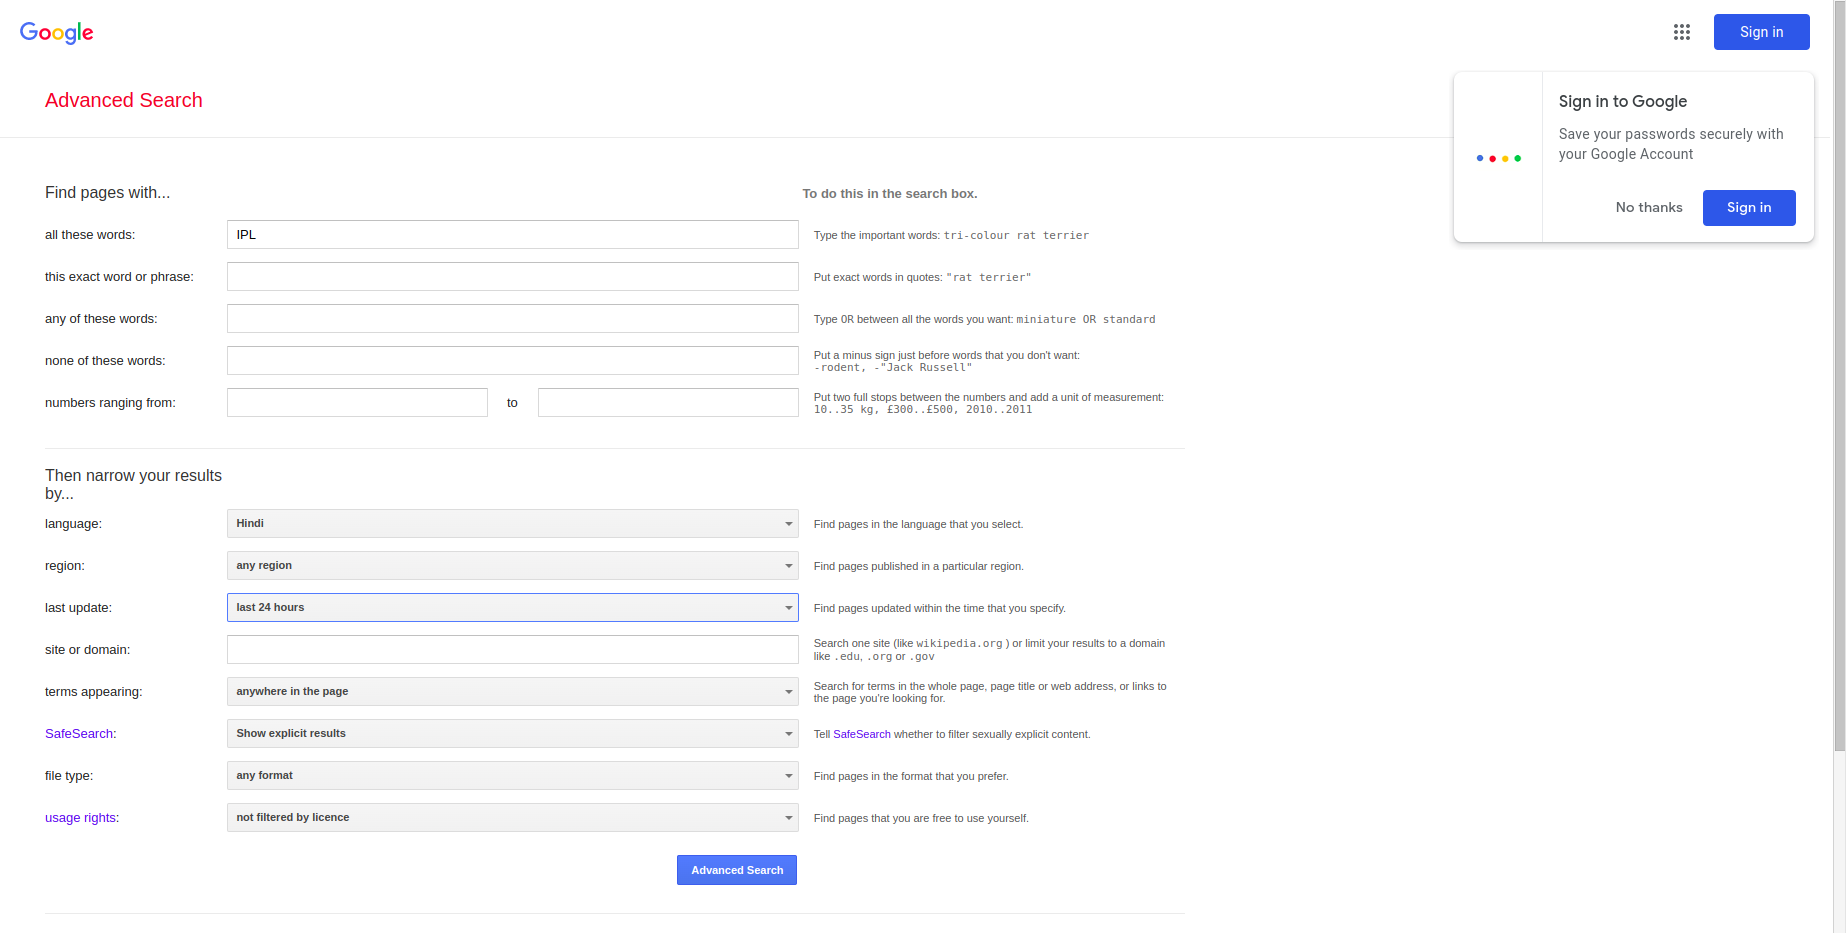 Google
Sign in
Advanced Search
Sign in to Google
Save your passwords securely with
your Google Account
No thanks
Sign in
Find pages with...
To do this in the search box.
all these words:
IPL
Type the important words: tri-colour rat terrier
this exact word or phrase:
Put exact words in quotes: "rat terrier"
any of these words:
Type OR between all the words you want: miniature OR standard
none of these words:
Put a minus sign just before words that you don't want:
-rodent, -"Jack Russell"
numbers ranging from:
to
Put two full stops between the numbers and add a unit of measurement:
10..35 kg, £300..£500, 2010..2011
Then narrow your results
by...
language:
Hindi
Find pages in the language that you select.
region:
any region
Find pages published in a particular region.
last update:
last 24 hours
Find pages updated within the time that you specify.
site or domain:
Search one site (like wikipedia.org ) or limit your results to a domain
like .edu, .org or .gov
terms appearing:
anywhere in the page
Search for terms in the whole page, page title or web address, or links to
the page you're looking for.
SafeSearch:
Show explicit results
Tell SafeSearch whether to filter sexually explicit content.
file type:
any format
Find pages in the format that you prefer.
usage rights:
not filtered by licence
Find pages that you are free to use yourself.
Advanced Search